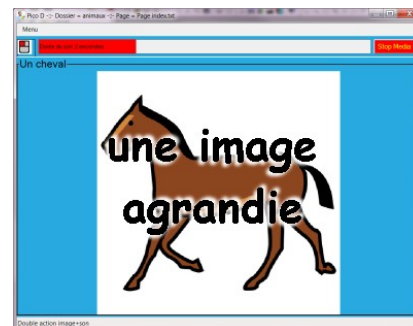 Pico D -:- Dossier = animaux -:- Page = Page index.txt
Menu
Stop Media
Un cheval
une image
agrandie
Double action image+son